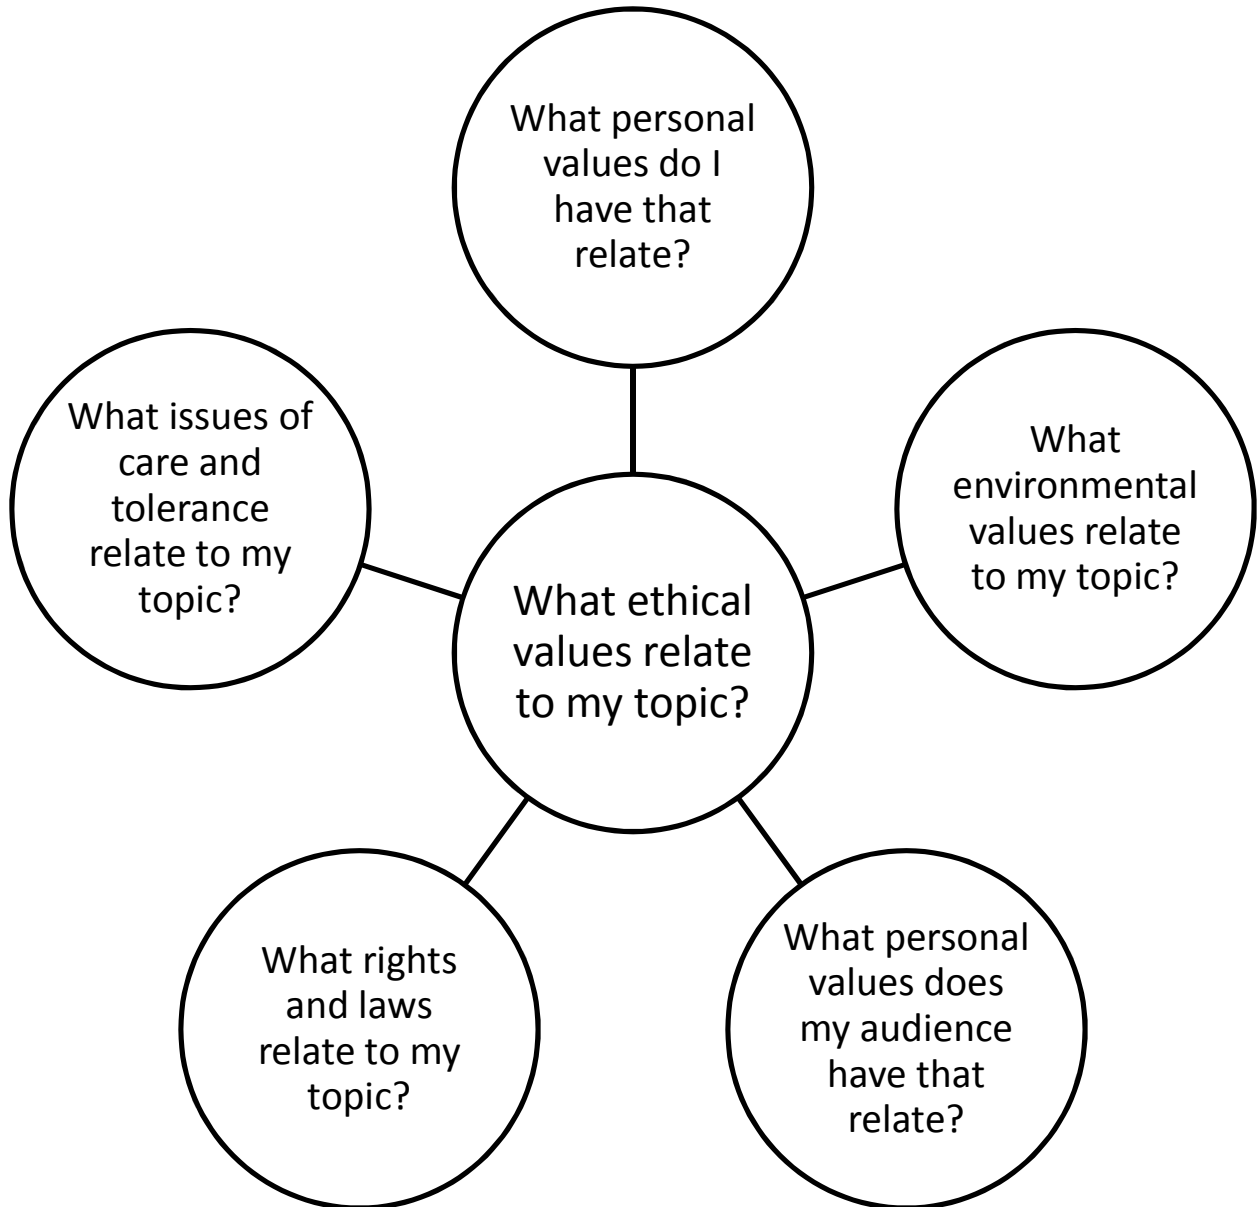 What personal
values do I
have that
relate?
What issues of
care and
tolerance
relate to my
topic?
What
environmental
values relate
to my topic?
What ethical
values relate
to my topic?
What rights
and laws
relate to my
topic?
What personal
values does
my audience
have that
relate?